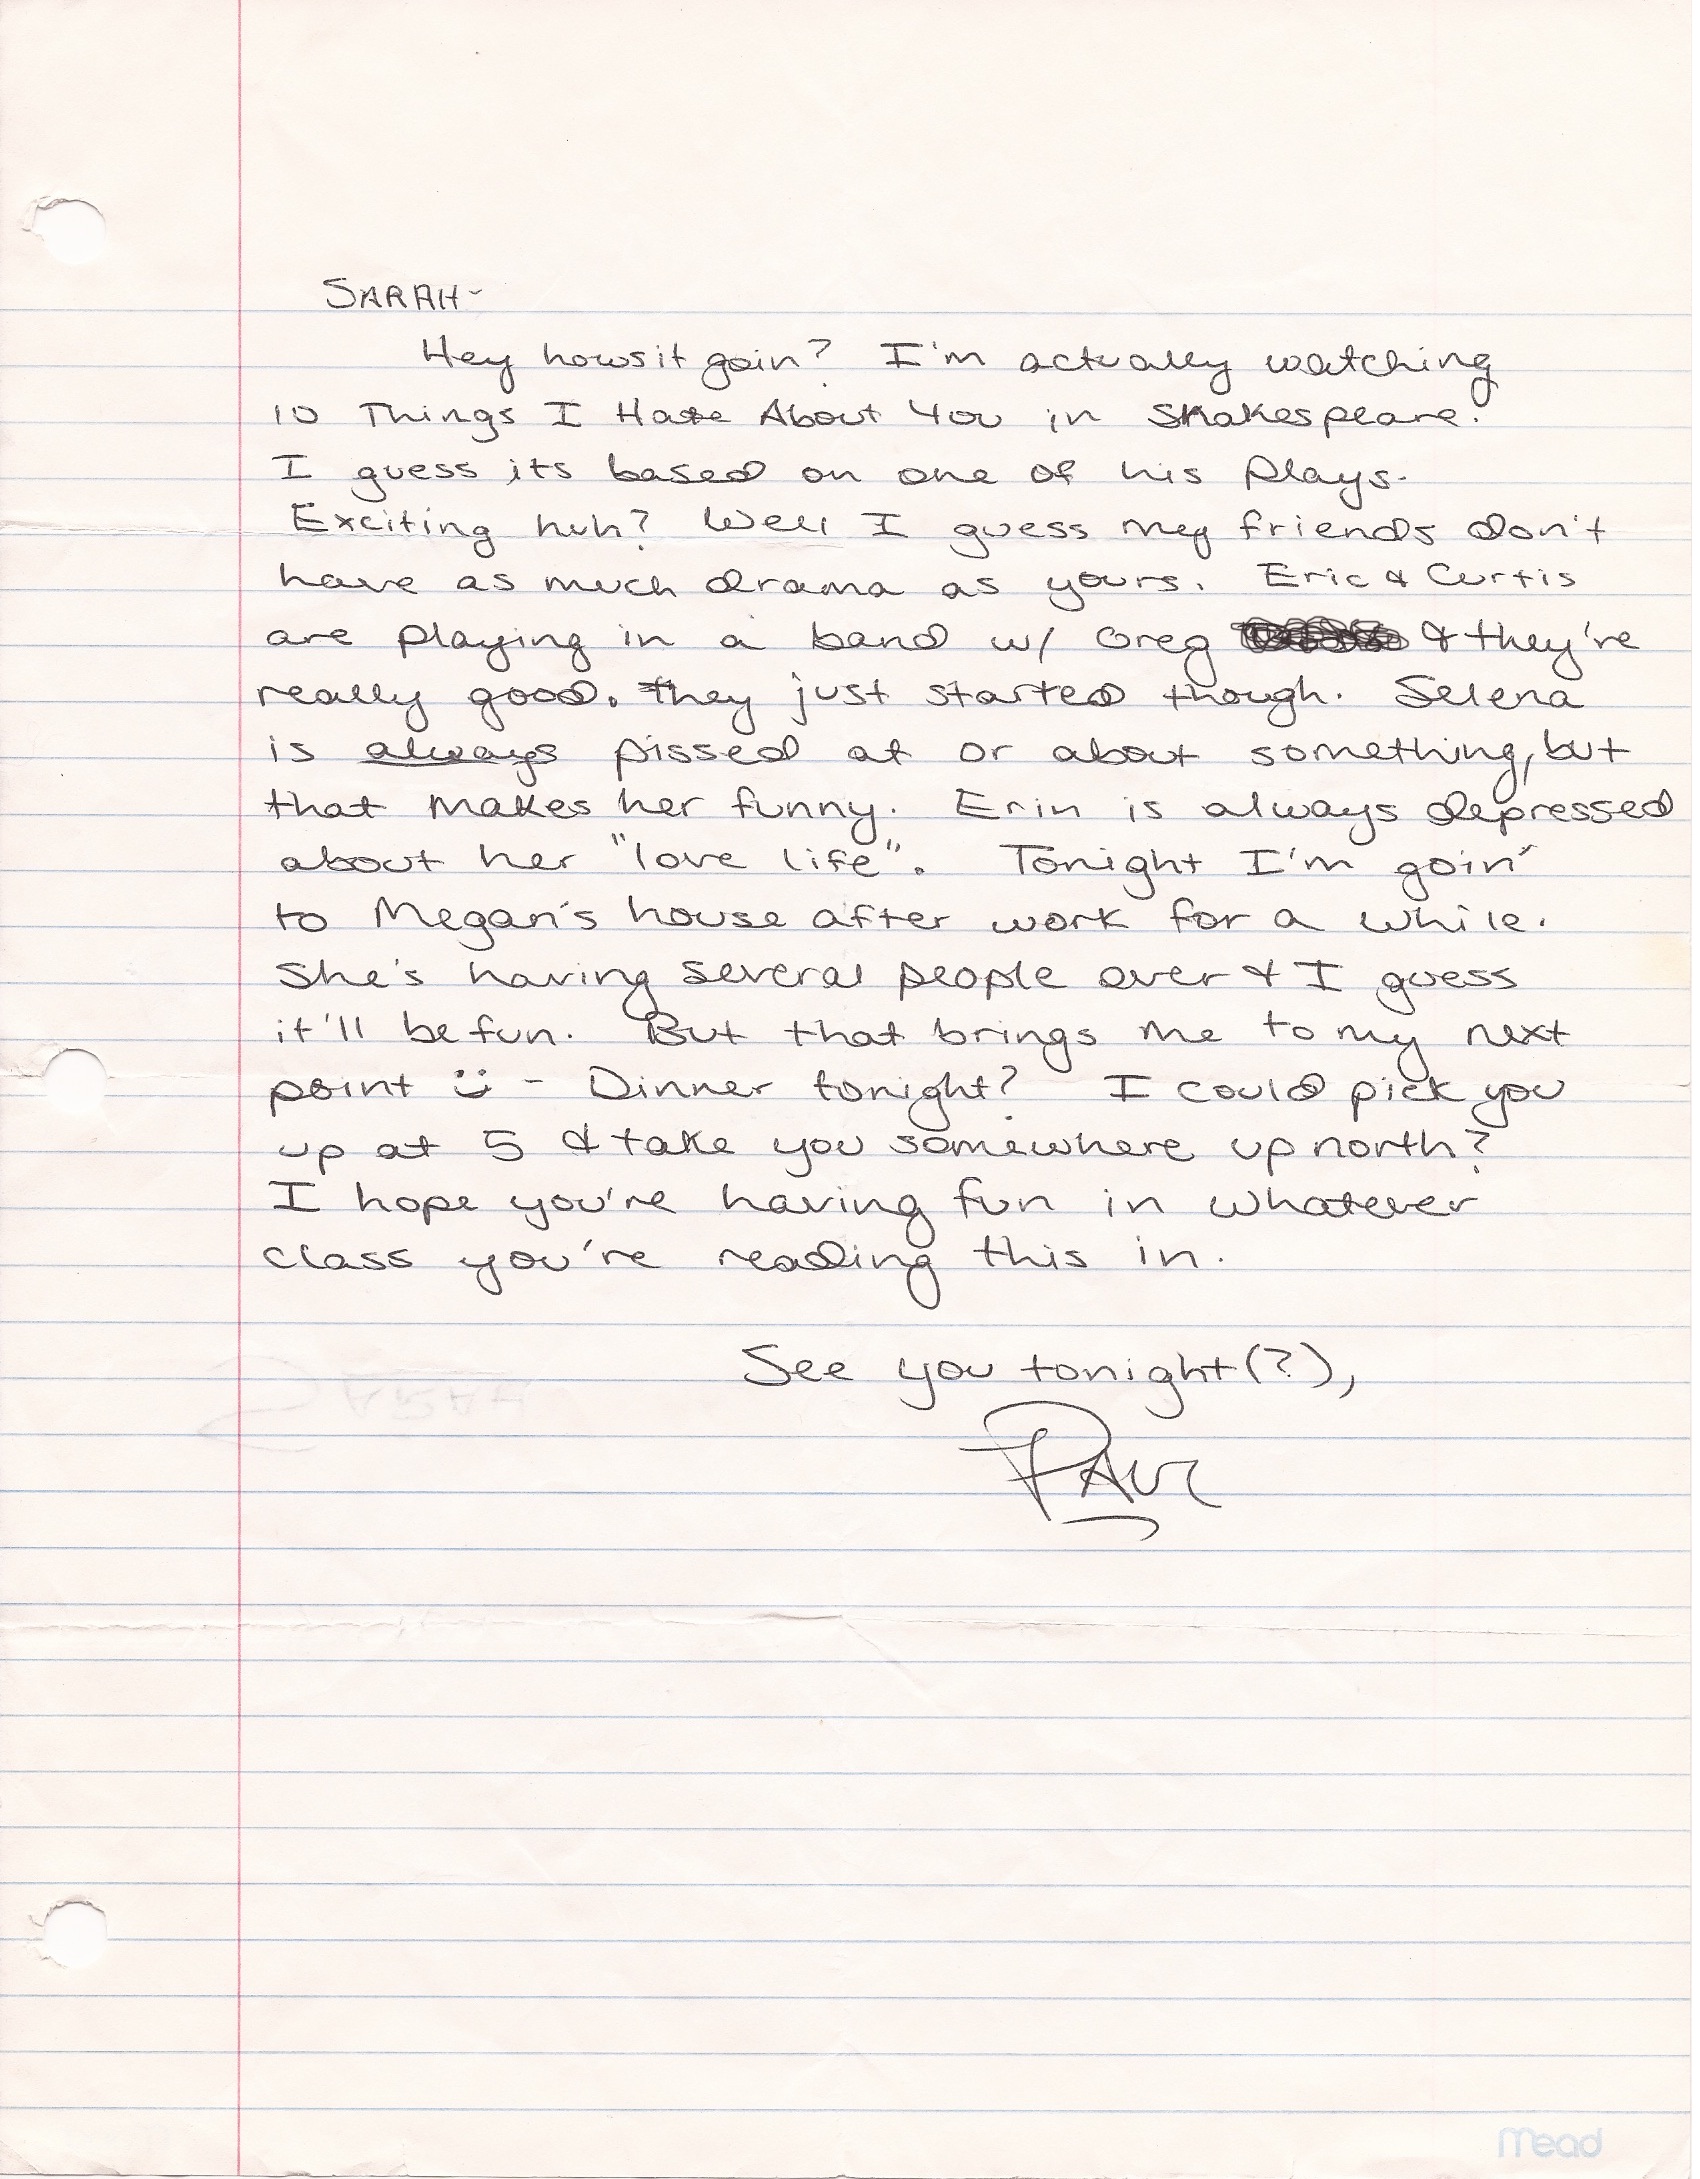 SARAH-
Hey hows it goin? I'm actually watching
10 Things I Hate About You in Shakespeare.
I guess its based on one of his plays.
Exciting huh? Well I guess my friends don't
have as much drama as yours. Eric & Curtis
are playing in a band w/ Greg & they're
really good. They just started though. Selena
is always pissed at or about something, but
that makes her funny. Erin is always depressed
about her "love life". Tonight I'm goin'
to Megan's house after work for a while.
She's having several people over & I guess
it'll be fun. But that brings me to my next
point :) - Dinner tonight? I could pick you
up at 5 & take you somewhere up north?
I hope you're having fun in whatever
class you're reading this in.
See you tonight(?),
PAUL
Mead